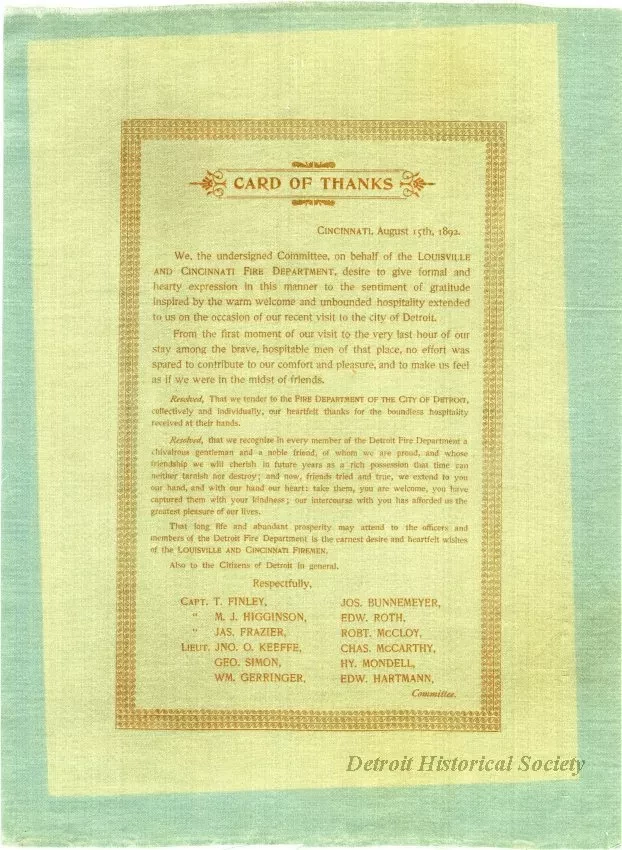 CARD OF THANKS
CINCINNATI, August 15th, 1892.
We, the undersigned Committee, on behalf of the LOUISVILLE
AND CINCINNATI FIRE DEPARTMENT, desire to give formal and
hearty expression in this manner to the sentiment of gratitude
inspired by the warm welcome and unbounded hospitality extended
to us on the occasion of our recent visit to the city of Detroit.
From the first moment of our visit to the very last hour of our
stay among the brave, hospitable men of that place, no effort was
spared to contribute to our comfort and pleasure, and to make us feel
as if we were in the midst of friends.
Resolved, That we tender to the FIRE DEPARTMENT OF THE CITY OF DETROIT,
collectively and individually, our heartfelt thanks for the boundless hospitality
received at their hands.
Resolved, that we recognize in every member of the Detroit Fire Department a
chivalrous gentleman and a noble friend, of whom we are proud, and whose
friendship we will cherish in future years as a rich possession that time can
neither tarnish nor destroy; and now, friends tried and true, we extend to you
our hand, and with our hand our heart: take them, you are welcome, you have
captured them with your kindness; our intercourse with you has afforded us the
greatest pleasure of our lives.
That long life and abundant prosperity may attend to the officers and
members of the Detroit Fire Department is the earnest desire and heartfelt wishes
of the LOUISVILLE AND CINCINNATI FIREMEN.
Also to the Citizens of Detroit in general.
Respectfully,
CAPT. T. FINLEY,
" M. J. HIGGINSON,
" JAS. FRAZIER,
LIEUT. JNO. O. KEEFFE,
GEO. SIMON,
WM. GERRINGER,
JOS. BUNNEMEYER,
EDW. ROTH,
ROBT. MCCLOY,
CHAS. MCCARTHY,
HY. MONDELL,
EDW. HARTMANN,
Committee.
Detroit Historical Society